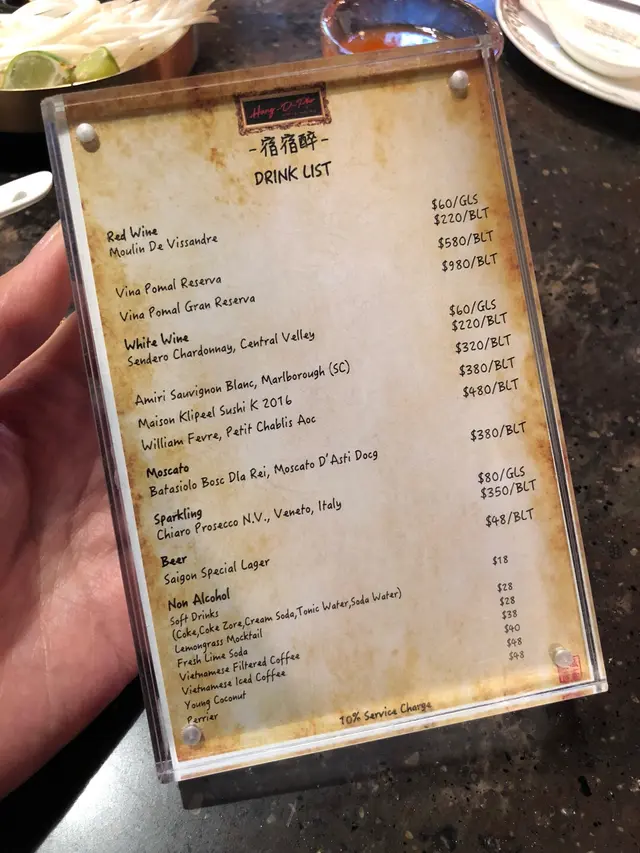 -宿宿醉-
DRINK LIST
Red Wine
Moulin De Vissandre $60/GLS
$220/BLT
Vina Pomal Reserva $580/BLT
Vina Pomal Gran Reserva $980/BLT
White Wine
Sendero Chardonnay, Central Velley $60/GLS
$220/BLT
Amiri Sauvignon Blanc, Marlborough (SC) $320/BLT
Maison Klipeel Sushi K 2016 $380/BLT
William Fevre, Petit Chablis Aoc $480/BLT
Moscato
Batasiolo Bosc Dla Rei, Moscato D'Asti Docg $380/BLT
Sparkling
Chiaro Prosecco N.V., Veneto, Italy $80/GLS
$350/BLT
Beer
Saigon Special Lager $48/BLT
Non Alcohol
Soft Drinks $18
(Coke,Coke Zore,Cream Soda,Tonic Water,Soda Water)
Lemongrass Mocktail $28
Fresh Lime Soda $28
Vietnamese Filtered Coffee $38
Vietnamese Iced Coffee $40
Young Coconut $48
Perrier $48
10% Service Charge